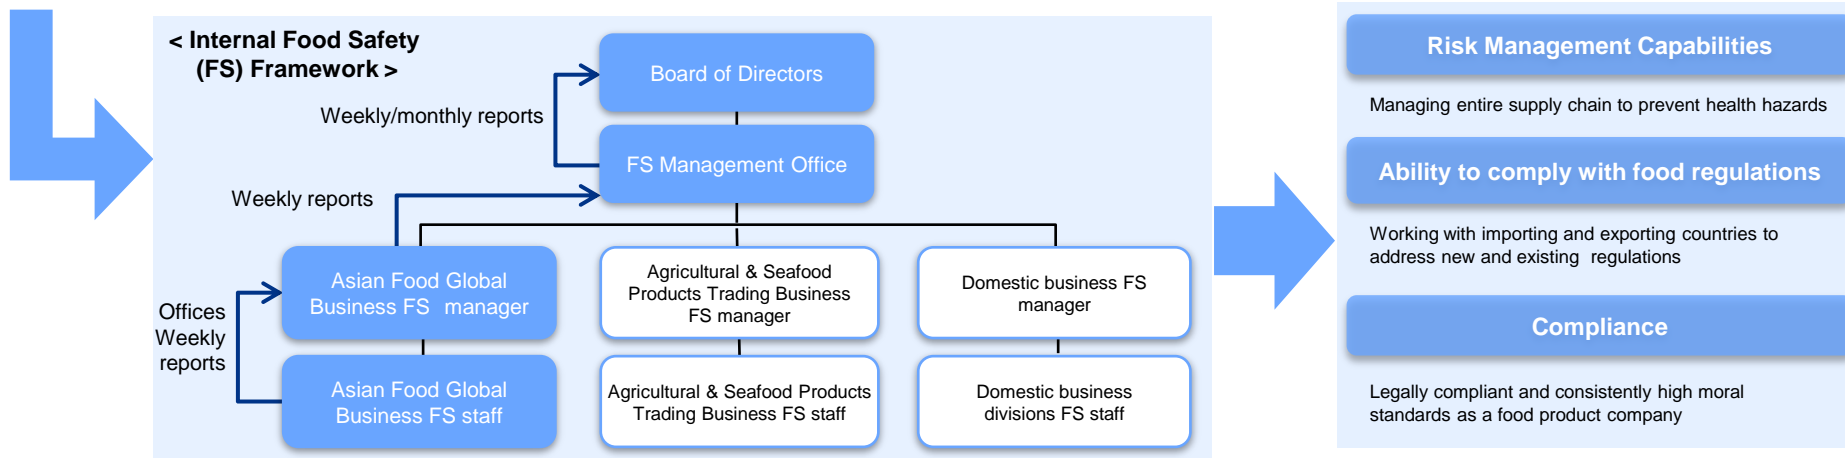 < Internal Food Safety
(FS) Framework >
Board of Directors
Weekly/monthly reports
FS Management Office
Weekly reports
Asian Food Global
Business FS manager
Agricultural & Seafood
Products Trading Business
FS manager
Domestic business FS
manager
Offices
Weekly
reports
Asian Food Global
Business FS staff
Agricultural & Seafood Products
Trading Business FS staff
Domestic business
divisions FS staff
Risk Management Capabilities
Managing entire supply chain to prevent health hazards
Ability to comply with food regulations
Working with importing and exporting countries to
address new and existing regulations
Compliance
Legally compliant and consistently high moral
standards as a food product company